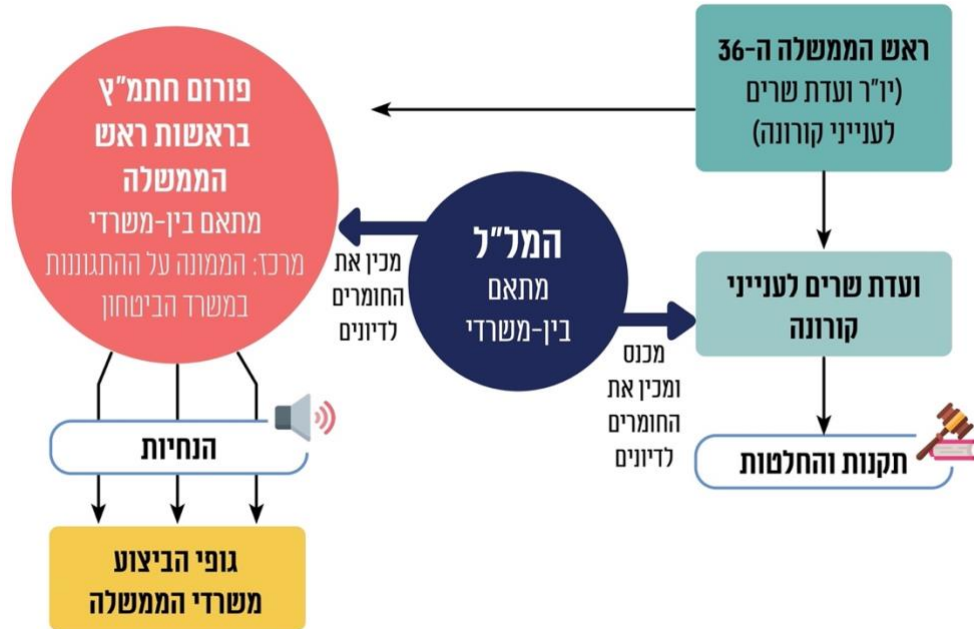 ראש הממשלה ה-36
(יו"ר ועדת שרים
לענייני קורונה)
פורום חתמ"ץ
בראשות ראש
הממשלה
מתאם בין-משרדי
מרכז: הממונה על ההתגוננות
במשרד הביטחון
המל"ל
מתאם
בין-משרדי
מכין את
החומרים
לדיונים
מכנס
ומכין את
החומרים
לדיונים
ועדת שרים לענייני
קורונה
תקנות והחלטות
הנחיות
גופי הביצוע
משרדי הממשלה